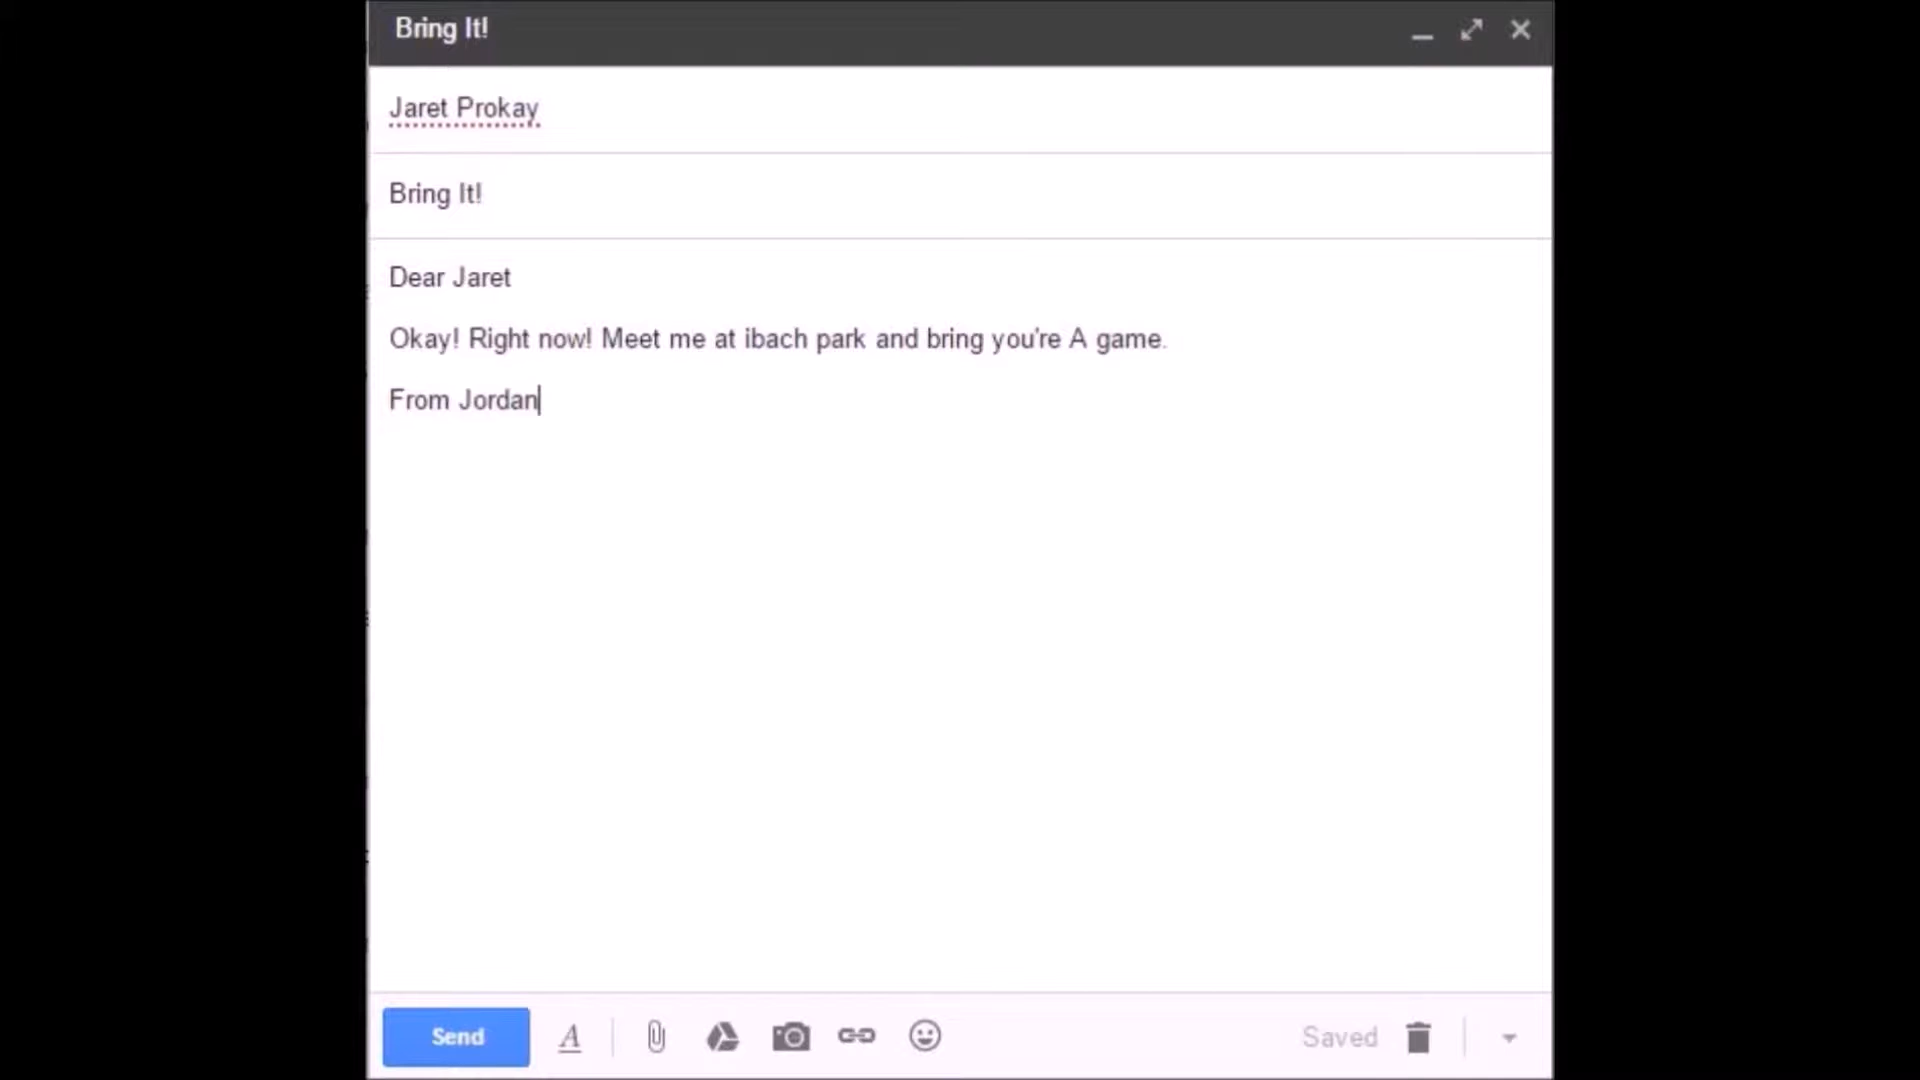 Bring It!
Jaret Prokay
Bring It!
Dear Jaret
Okay! Right now! Meet me at ibach park and bring you're A game.
From Jordan
Send
A
Saved